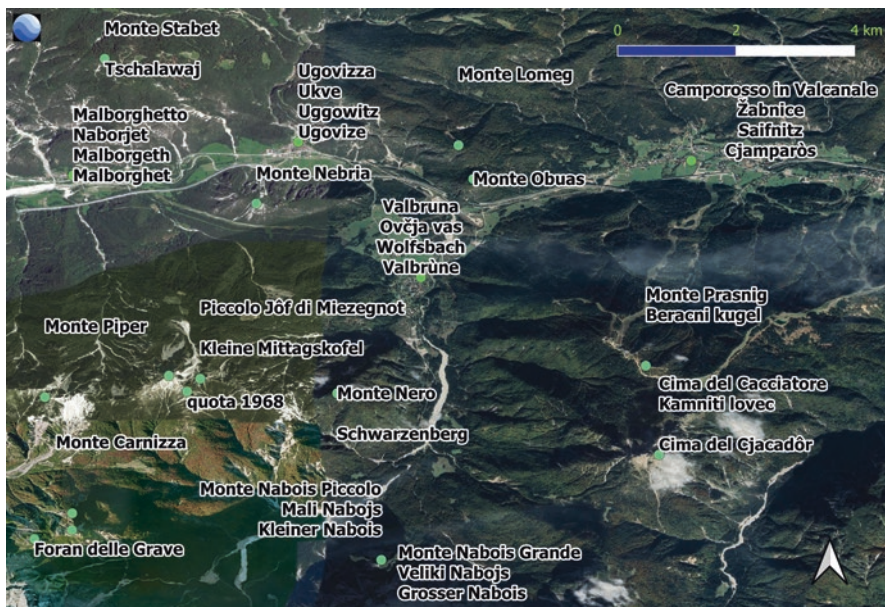 Monte Stabet
Tschalawaj
Ugovizza
Ukve
Uggowitz
Ugovize
Monte Lomeg
0 2 4 km
Camporosso in Valcanale
Žabnice
Saifnitz
Cjamparòs
Malborghetto
Naborjet
Malborgeth
Malborghet
Monte Nebria
Monte Obuas
Valbruna
Ovčja vas
Wolfsbach
Valbrùne
Monte Prasnig
Beracni kugel
Piccolo Jôf di Miezegnot
Monte Piper
Kleine Mittagskofel
quota 1968
Monte Nero
Cima del Cacciatore
Kamniti lovec
Monte Carnizza
Schwarzenberg
Cima del Cjacadôr
Monte Nabois Piccolo
Mali Nabojs
Kleiner Nabois
Foran delle Grave
Monte Nabois Grande
Veliki Nabojs
Grosser Nabois